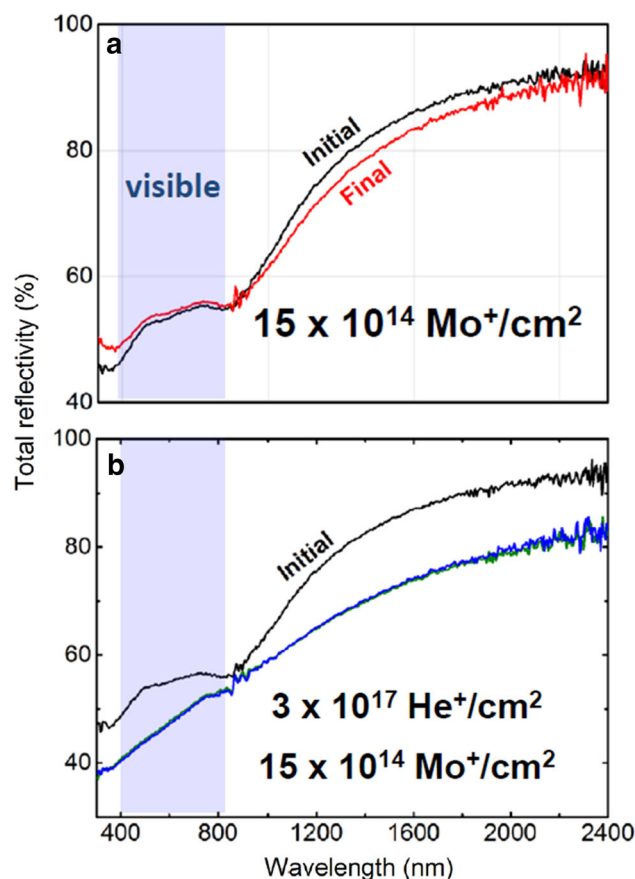 100
a
80
60
40
visible
Initial
Final
15 x 10¹⁴ Mo⁺/cm²
Total reflectivity (%)
100
b
80
60
40
Initial
3 x 10¹⁷ He⁺/cm²
15 x 10¹⁴ Mo⁺/cm²
400 800 1200 1600 2000 2400
Wavelength (nm)